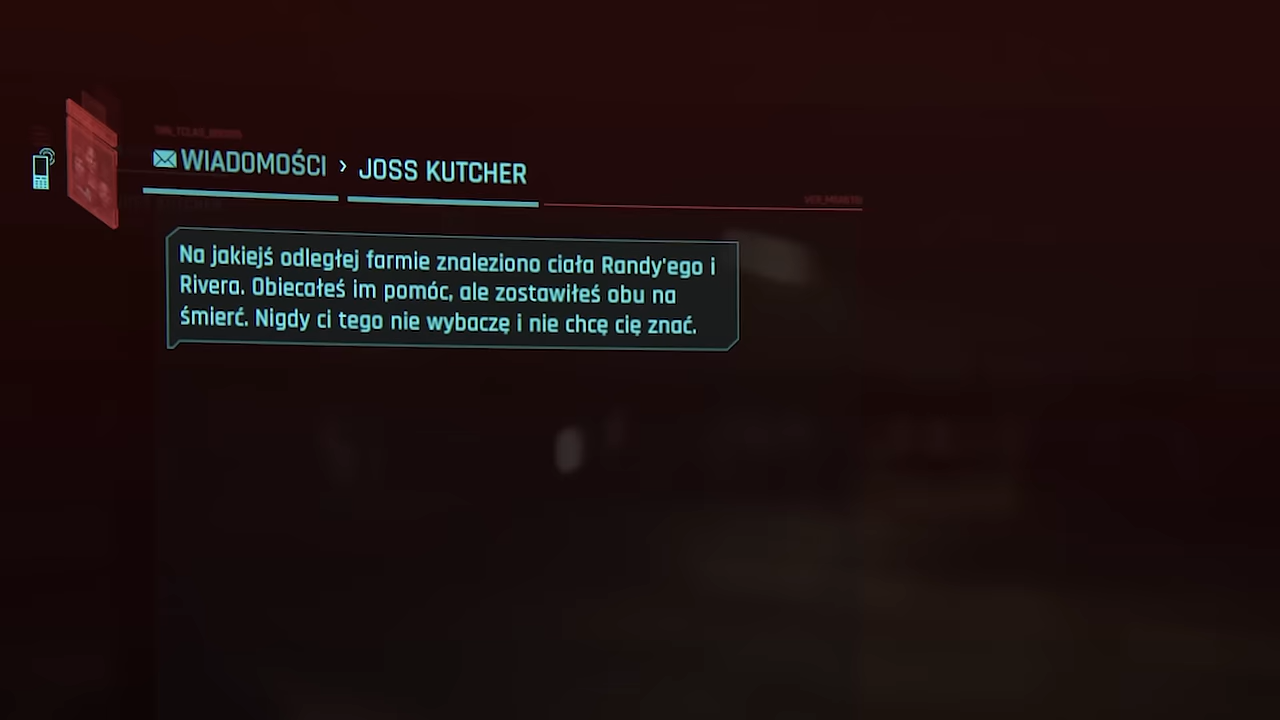 WIADOMOŚCI › JOSS KUTCHER
Na jakiejś odległej farmie znaleziono ciała Randy'ego i
Rivera. Obiecałeś im pomóc, ale zostawiłeś obu na
śmierć. Nigdy ci tego nie wybaczę i nie chcę cię znać.